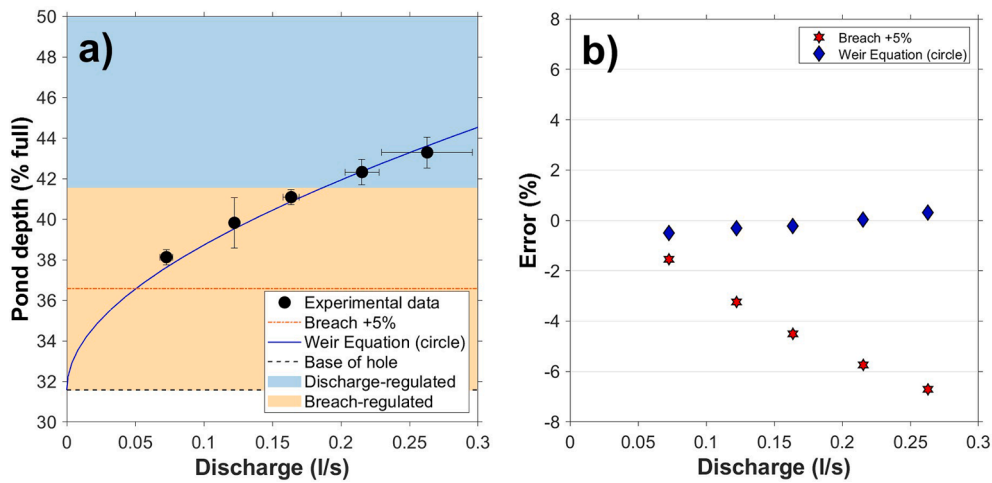 a)
50
48
46
44
42
40
38
36
34
32
30
Pond depth (% full)
Experimental data
Breach +5%
Weir Equation (circle)
Base of hole
Discharge-regulated
Breach-regulated
0
0.05
0.1
0.15
0.2
0.25
0.3
Discharge (l/s)
b)
8
6
4
2
0
-2
-4
-6
-8
Error (%)
Breach +5%
Weir Equation (circle)
0
0.05
0.1
0.15
0.2
0.25
0.3
Discharge (l/s)